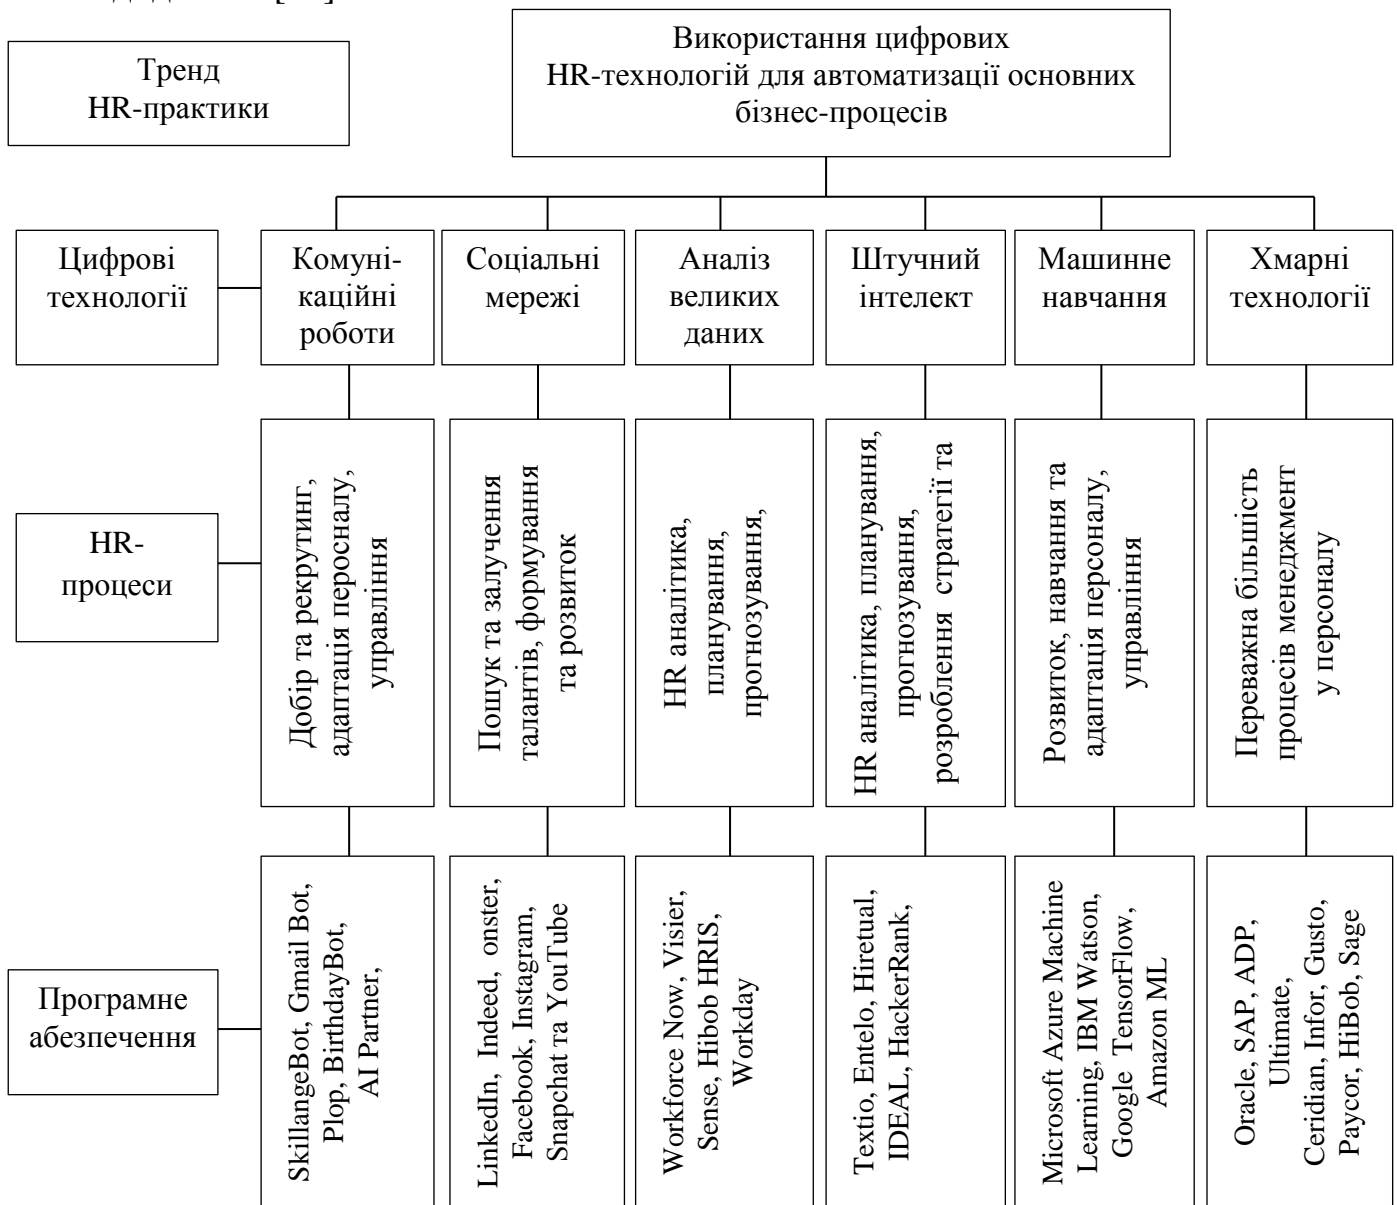 Тренд
HR-практики
Використання цифрових
HR-технологій для автоматизації основних
бізнес-процесів
Цифрові
технології
Комуні-
каційні
роботи
Соціальні
мережі
Аналіз
великих
даних
Штучний
інтелект
Машинне
навчання
Хмарні
технології
HR-
процеси
Добір та рекрутинг,
адаптація перосналу,
управління
Пошук та залучення
талантів, формування
та розвиток
HR аналітика,
планування,
прогнозування,
HR аналітика, планування,
прогнозування,
розроблення стратегії та
Розвиток, навчання та
адаптація персоналу,
управління
Переважна більшість
процесів менеджмент
у персоналу
Програмне
абезпечення
SkillangeBot, Gmail Bot,
Plop, BirthdayBot,
AI Partner,
LinkedIn, Indeed, onster,
Facebook, Instagram,
Snapchat та YouTube
Workforce Now, Visier,
Sense, Hibob HRIS,
Workday
Textio, Entelo, Hiretual,
IDEAL, HackerRank,
Microsoft Azure Machine
Learning, IBM Watson,
Google TensorFlow,
Amazon ML
Oracle, SAP, ADP,
Ultimate,
Ceridian, Infor, Gusto,
Paycor, HiBob, Sage